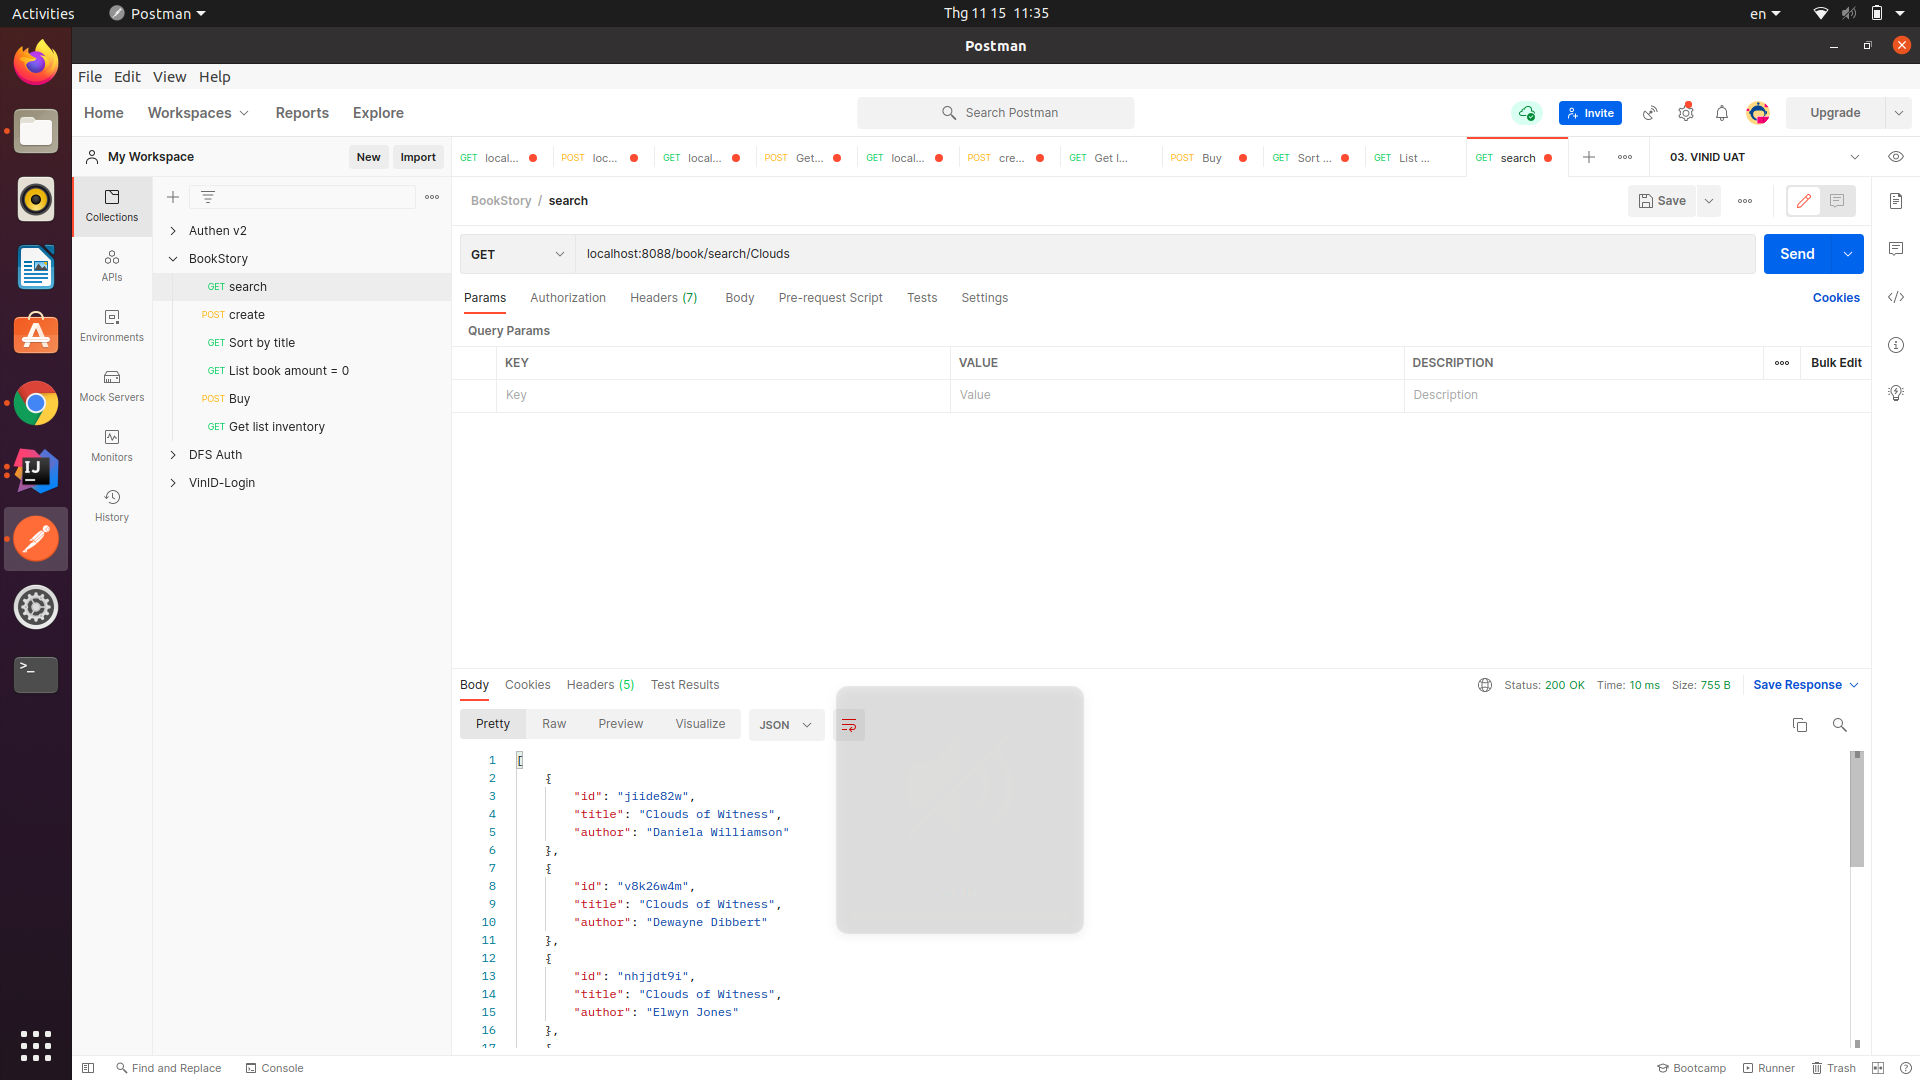 Activities Postman Thg 11 15 11:35 en
Postman
File Edit View Help
Home Workspaces Reports Explore Search Postman Invite Upgrade
My Workspace New Import
GET local... POST loc... GET local... POST Get... GET local... POST cre... GET Get l... POST Buy GET Sort ... GET List ... GET search 03. VINID UAT
Collections
APIs
Environments
Mock Servers
Monitors
History
Authen v2
BookStory
GET search
POST create
GET Sort by title
GET List book amount = 0
POST Buy
GET Get list inventory
DFS Auth
VinID-Login
BookStory / search Save
GET localhost:8088/book/search/Clouds Send
Params Authorization Headers (7) Body Pre-request Script Tests Settings Cookies
Query Params
KEY VALUE DESCRIPTION Bulk Edit
Key Value Description
Body Cookies Headers (5) Test Results Status: 200 OK Time: 10 ms Size: 755 B Save Response
Pretty Raw Preview Visualize JSON
1 [
2 {
3 "id": "jiide82w",
4 "title": "Clouds of Witness",
5 "author": "Daniela Williamson"
6 },
7 {
8 "id": "v8k26w4m",
9 "title": "Clouds of Witness",
10 "author": "Dewayne Dibbert"
11 },
12 {
13 "id": "nhjjdt9i",
14 "title": "Clouds of Witness",
15 "author": "Elwyn Jones"
16 },
17 {
Find and Replace Console Bootcamp Runner Trash